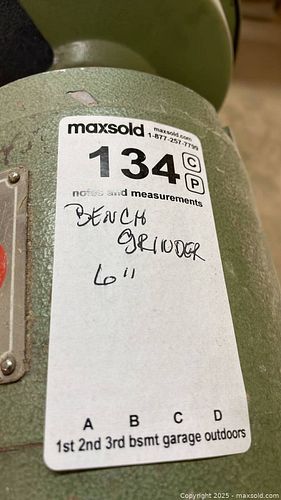 maxsold maxsold.com
1-877-257-7799
134 C
P
notes and measurements
BENCH
GRINDER
6"
A B C D
1st 2nd 3rd bsmt garage outdoors
Copyright 2025 - maxsold.com